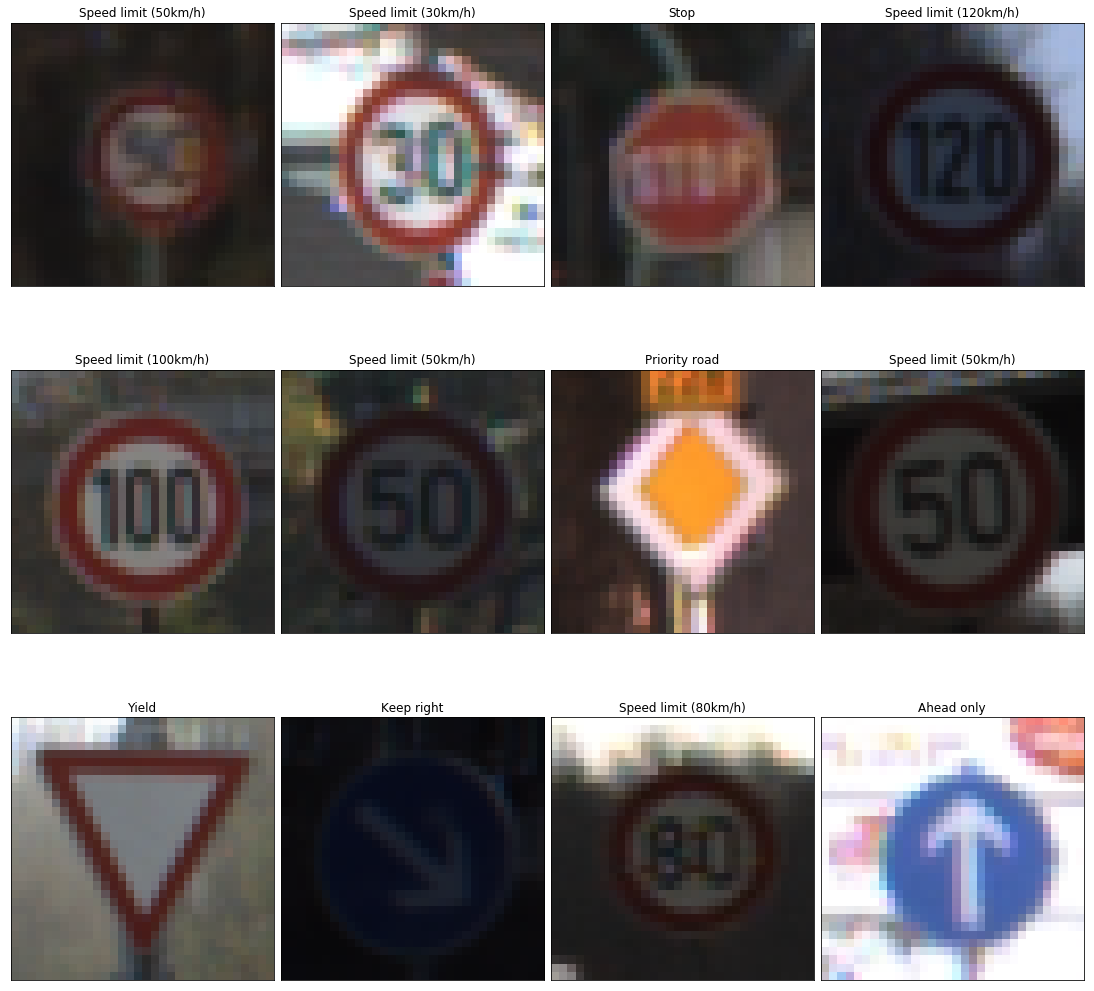 Speed limit (50km/h)
Speed limit (30km/h)
Stop
Speed limit (120km/h)
30
120
Speed limit (100km/h)
Speed limit (50km/h)
Priority road
Speed limit (50km/h)
100
50
50
Yield
Keep right
Speed limit (80km/h)
Ahead only
80